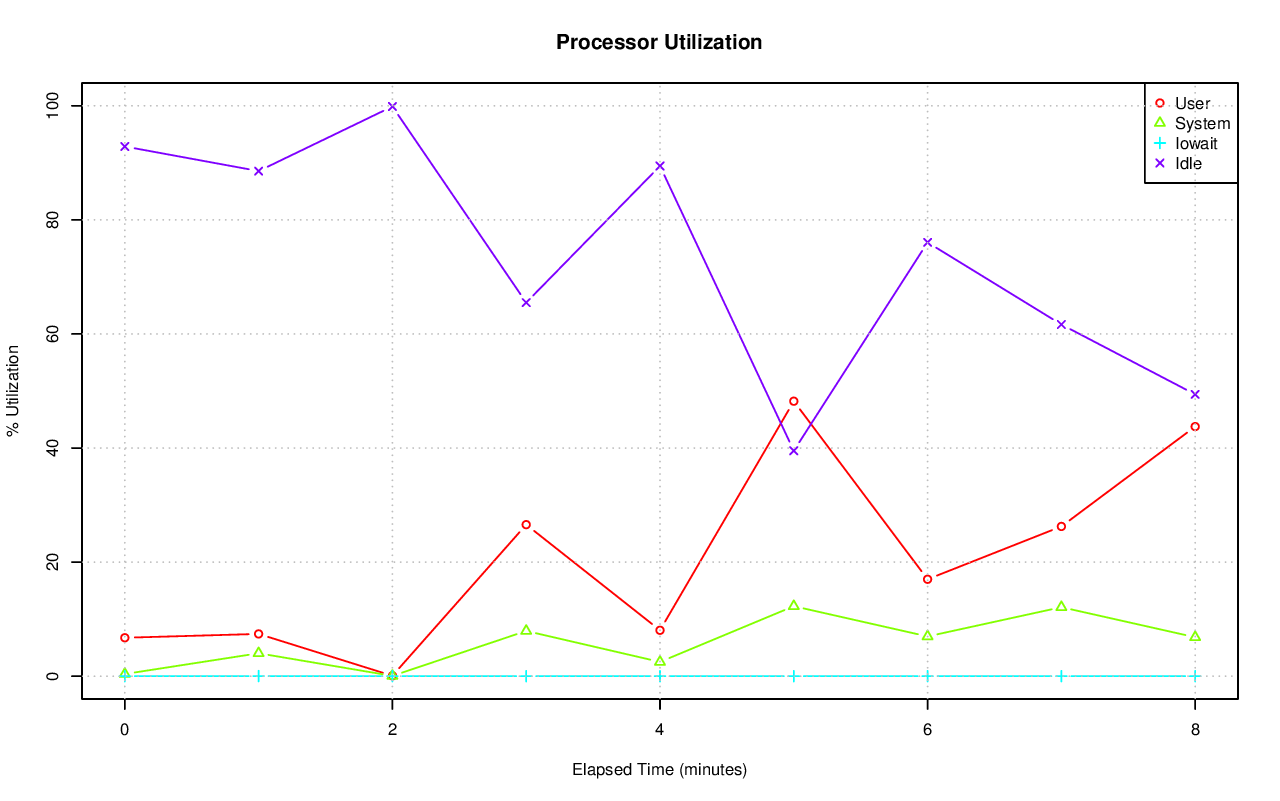 Processor Utilization
User
System
Iowait
Idle
% Utilization
100
80
60
40
20
0
0 2 4 6 8
Elapsed Time (minutes)